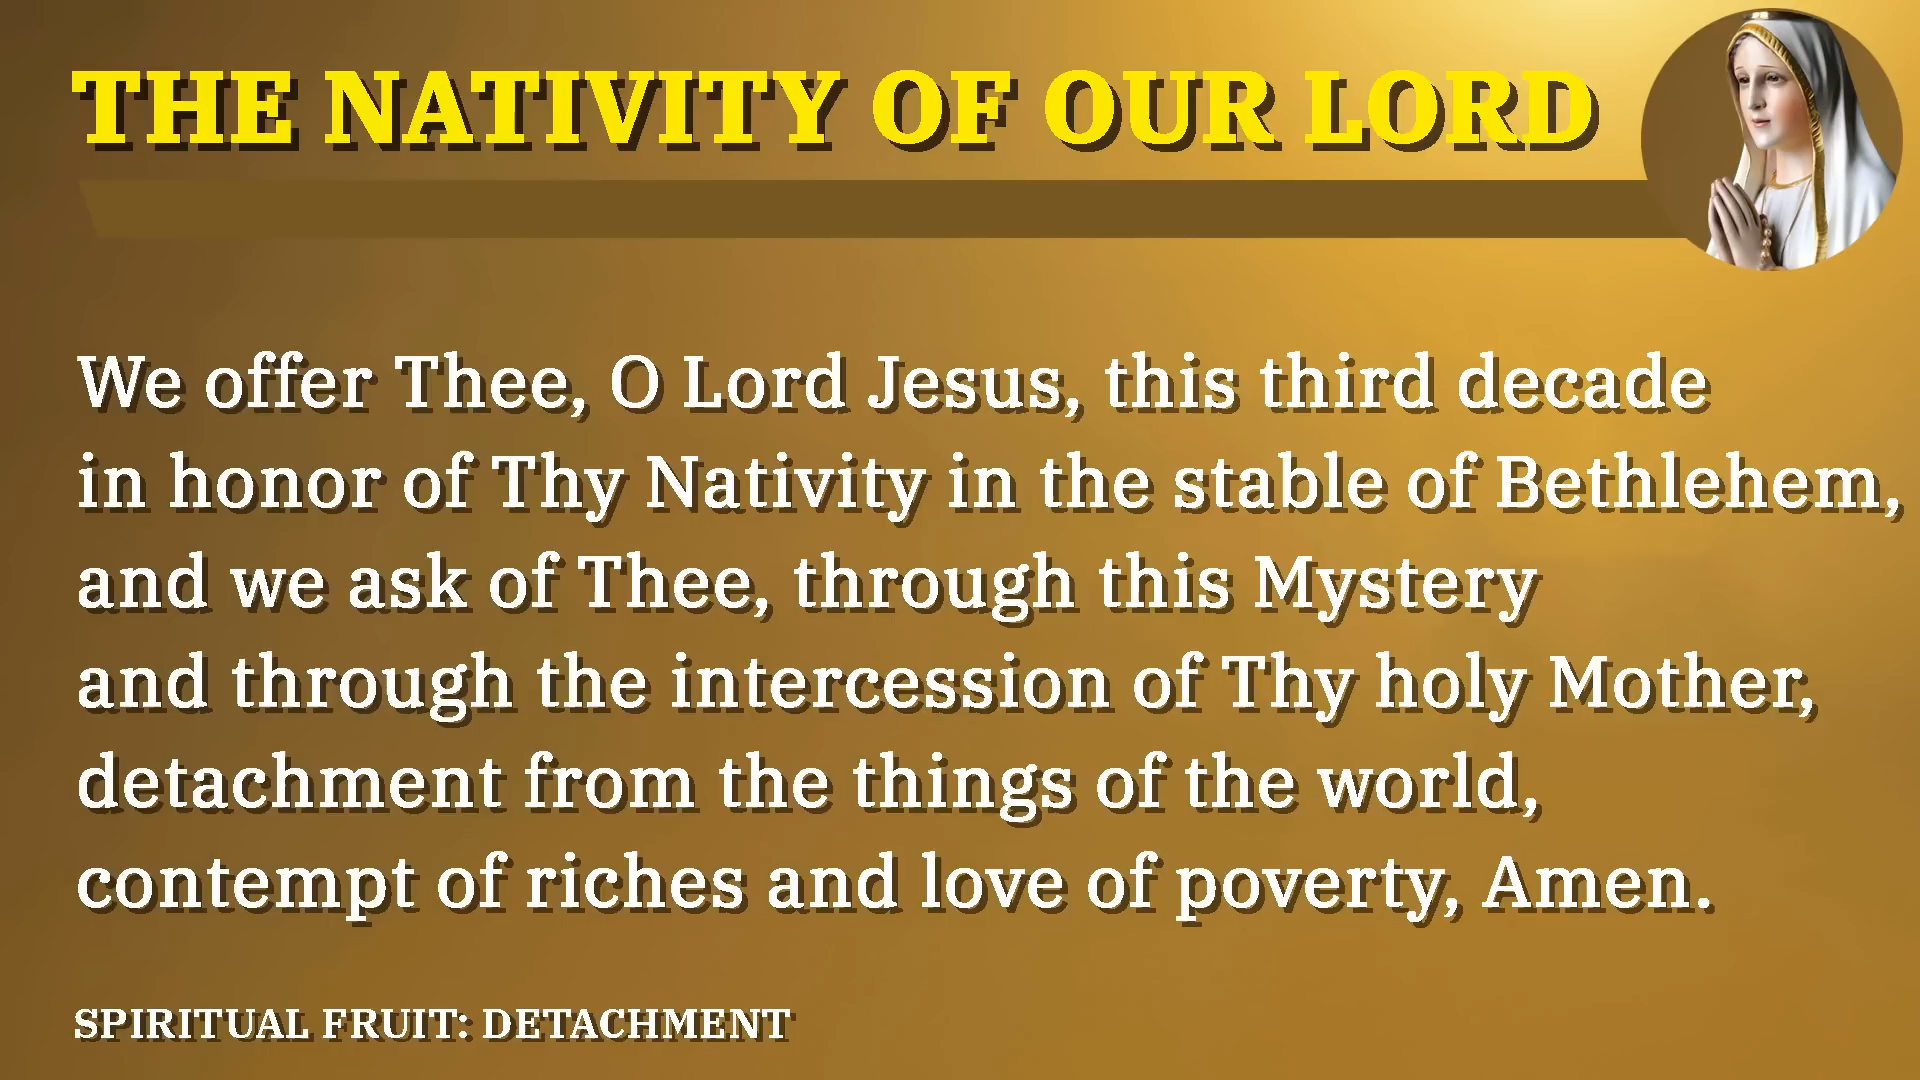 THE NATIVITY OF OUR LORD
We offer Thee, O Lord Jesus, this third decade
in honor of Thy Nativity in the stable of Bethlehem,
and we ask of Thee, through this Mystery
and through the intercession of Thy holy Mother,
detachment from the things of the world,
contempt of riches and love of poverty, Amen.
SPIRITUAL FRUIT: DETACHMENT